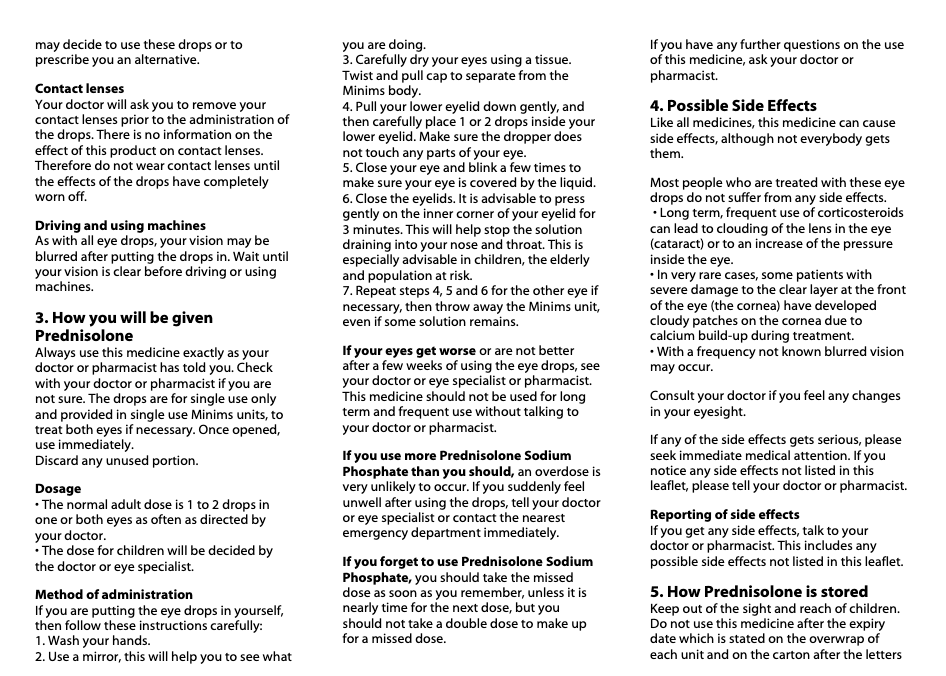 may decide to use these drops or to
prescribe you an alternative.
Contact lenses
Your doctor will ask you to remove your
contact lenses prior to the administration of
the drops. There is no information on the
effect of this product on contact lenses.
Therefore do not wear contact lenses until
the effects of the drops have completely
worn off.
Driving and using machines
As with all eye drops, your vision may be
blurred after putting the drops in. Wait until
your vision is clear before driving or using
machines.
3. How you will be given
Prednisolone
Always use this medicine exactly as your
doctor or pharmacist has told you. Check
with your doctor or pharmacist if you are
not sure. The drops are for single use only
and provided in single use Minims units, to
treat both eyes if necessary. Once opened,
use immediately.
Discard any unused portion.
Dosage
• The normal adult dose is 1 to 2 drops in
one or both eyes as often as directed by
your doctor.
• The dose for children will be decided by
the doctor or eye specialist.
Method of administration
If you are putting the eye drops in yourself,
then follow these instructions carefully:
1. Wash your hands.
2. Use a mirror, this will help you to see what
you are doing.
3. Carefully dry your eyes using a tissue.
Twist and pull cap to separate from the
Minims body.
4. Pull your lower eyelid down gently, and
then carefully place 1 or 2 drops inside your
lower eyelid. Make sure the dropper does
not touch any parts of your eye.
5. Close your eye and blink a few times to
make sure your eye is covered by the liquid.
6. Close the eyelids. It is advisable to press
gently on the inner corner of your eyelid for
3 minutes. This will help stop the solution
draining into your nose and throat. This is
especially advisable in children, the elderly
and population at risk.
7. Repeat steps 4, 5 and 6 for the other eye if
necessary, then throw away the Minims unit,
even if some solution remains.
If your eyes get worse or are not better
after a few weeks of using the eye drops, see
your doctor or eye specialist or pharmacist.
This medicine should not be used for long
term and frequent use without talking to
your doctor or pharmacist.
If you use more Prednisolone Sodium
Phosphate than you should, an overdose is
very unlikely to occur. If you suddenly feel
unwell after using the drops, tell your doctor
or eye specialist or contact the nearest
emergency department immediately.
If you forget to use Prednisolone Sodium
Phosphate, you should take the missed
dose as soon as you remember, unless it is
nearly time for the next dose, but you
should not take a double dose to make up
for a missed dose.
If you have any further questions on the use
of this medicine, ask your doctor or
pharmacist.
4. Possible Side Effects
Like all medicines, this medicine can cause
side effects, although not everybody gets
them.
Most people who are treated with these eye
drops do not suffer from any side effects.
• Long term, frequent use of corticosteroids
can lead to clouding of the lens in the eye
(cataract) or to an increase of the pressure
inside the eye.
• In very rare cases, some patients with
severe damage to the clear layer at the front
of the eye (the cornea) have developed
cloudy patches on the cornea due to
calcium build-up during treatment.
• With a frequency not known blurred vision
may occur.
Consult your doctor if you feel any changes
in your eyesight.
If any of the side effects gets serious, please
seek immediate medical attention. If you
notice any side effects not listed in this
leaflet, please tell your doctor or pharmacist.
Reporting of side effects
If you get any side effects, talk to your
doctor or pharmacist. This includes any
possible side effects not listed in this leaflet.
5. How Prednisolone is stored
Keep out of the sight and reach of children.
Do not use this medicine after the expiry
date which is stated on the overwrap of
each unit and on the carton after the letters